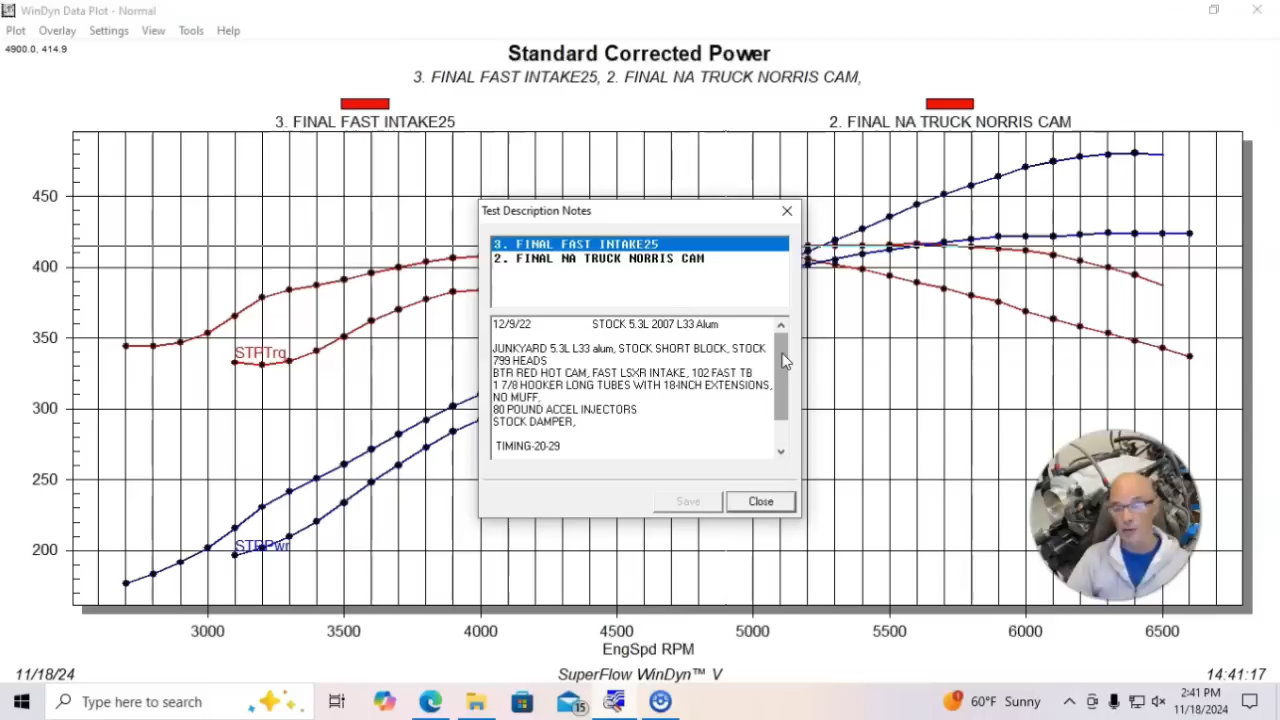 WinDyn Data Plot - Normal
Plot Overlay Settings View Tools Help
4900.0, 414.9
Standard Corrected Power
3. FINAL FAST INTAKE25, 2. FINAL NA TRUCK NORRIS CAM,
3. FINAL FAST INTAKE25
2. FINAL NA TRUCK NORRIS CAM
450
400
350
300
250
200
STPTrq
STPPwr
Test Description Notes
3. FINAL FAST INTAKE25
2. FINAL NA TRUCK NORRIS CAM
12/9/22 STOCK 5.3L 2007 L33 Alum
JUNKYARD 5.3L L33 alum, STOCK SHORT BLOCK, STOCK
799 HEADS
BTR RED HOT CAM, FAST LSXR INTAKE, 102 FAST TB
1 7/8 HOOKER LONG TUBES WITH 18-INCH EXTENSIONS,
NO MUFF,
80 POUND ACCEL INJECTORS
STOCK DAMPER,
TIMING-20-29
Save Close
3000 3500 4000 4500 5000 5500 6000 6500
EngSpd RPM
11/18/24 SuperFlow WinDyn™ V 14:41:17
Type here to search
15
60°F Sunny
2:41 PM
11/18/2024